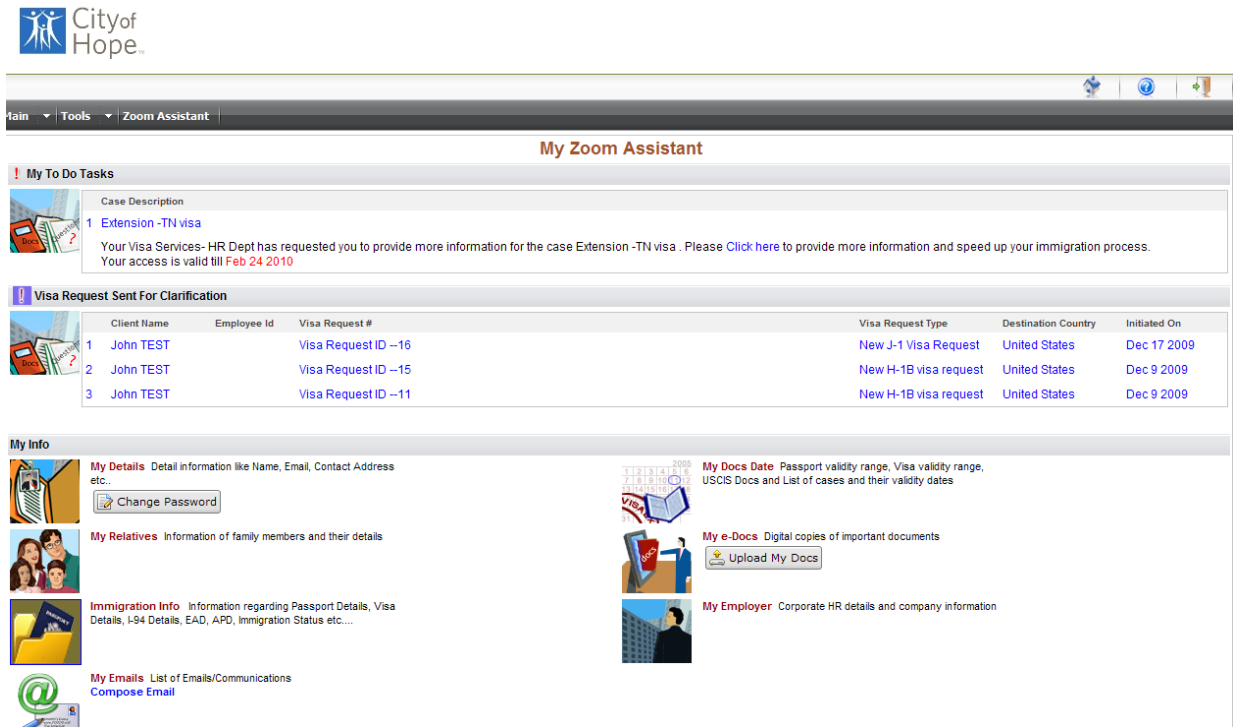 City of
Hope™
Main Tools Zoom Assistant
My Zoom Assistant
! My To Do Tasks
Case Description
1 Extension -TN visa
Your Visa Services- HR Dept has requested you to provide more information for the case Extension -TN visa . Please Click here to provide more information and speed up your immigration process.
Your access is valid till Feb 24 2010
! Visa Request Sent For Clarification
Client Name Employee Id Visa Request # Visa Request Type Destination Country Initiated On
1 John TEST Visa Request ID --16 New J-1 Visa Request United States Dec 17 2009
2 John TEST Visa Request ID --15 New H-1B visa request United States Dec 9 2009
3 John TEST Visa Request ID --11 New H-1B visa request United States Dec 9 2009
My Info
My Details Detail information like Name, Email, Contact Address
etc..
Change Password
My Docs Date Passport validity range, Visa validity range,
USCIS Docs and List of cases and their validity dates
My Relatives Information of family members and their details
My e-Docs Digital copies of important documents
Upload My Docs
Immigration Info Information regarding Passport Details, Visa
Details, I-94 Details, EAD, APD, Immigration Status etc....
My Employer Corporate HR details and company information
My Emails List of Emails/Communications
Compose Email